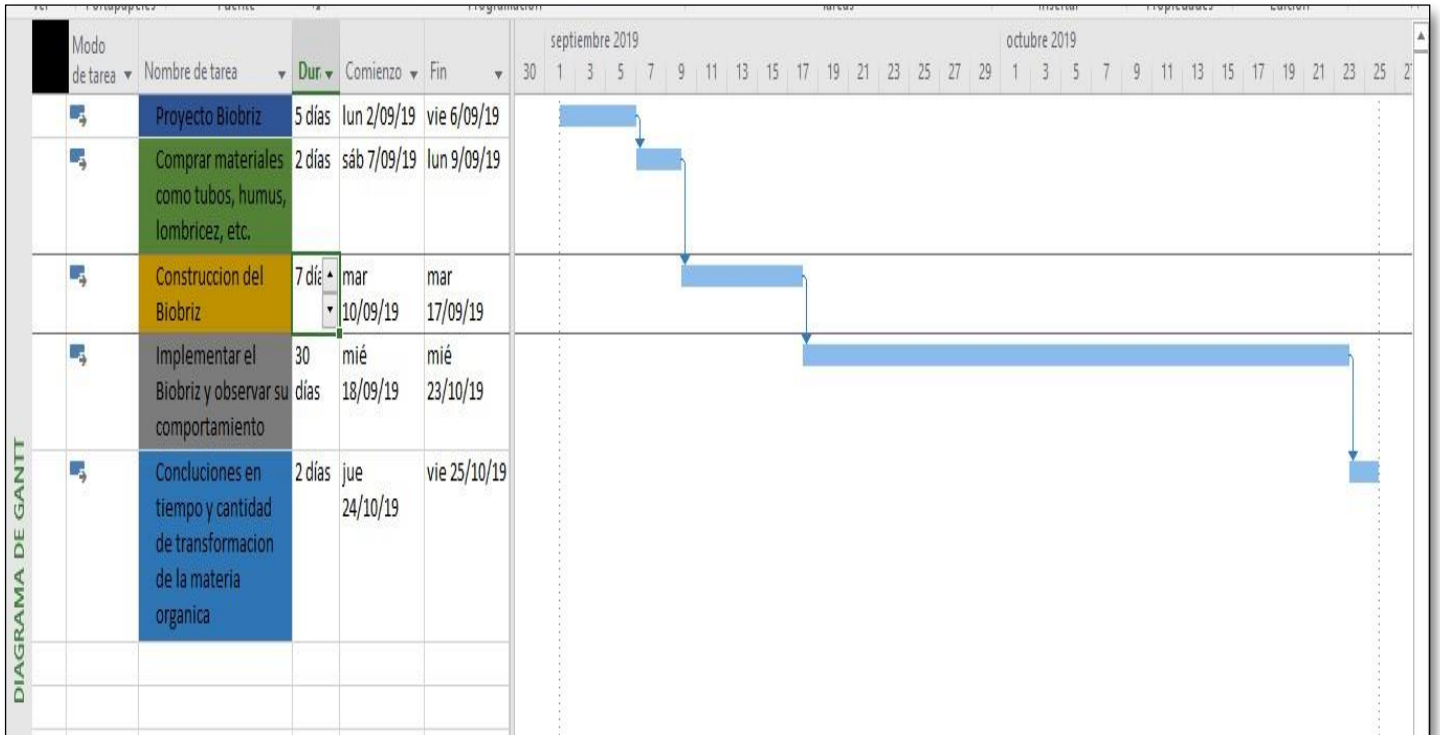 septiembre 2019
octubre 2019
Modo
de tarea
Nombre de tarea
Dur.
Comienzo
Fin
30 1 3 5 7 9 11 13 15 17 19 21 23 25 27 29 1 3 5 7 9 11 13 15 17 19 21 23 25
Proyecto Biobriz
5 días
lun 2/09/19
vie 6/09/19
Comprar materiales
como tubos, humus,
lombricez, etc.
2 días
sáb 7/09/19
lun 9/09/19
Construccion del
Biobriz
7 día
mar
10/09/19
mar
17/09/19
Implementar el
Biobriz y observar su
comportamiento
30
días
mié
18/09/19
mié
23/10/19
Concluciones en
tiempo y cantidad
de transformacion
de la materia
organica
2 días
jue
24/10/19
vie 25/10/19
DIAGRAMA DE GANTT